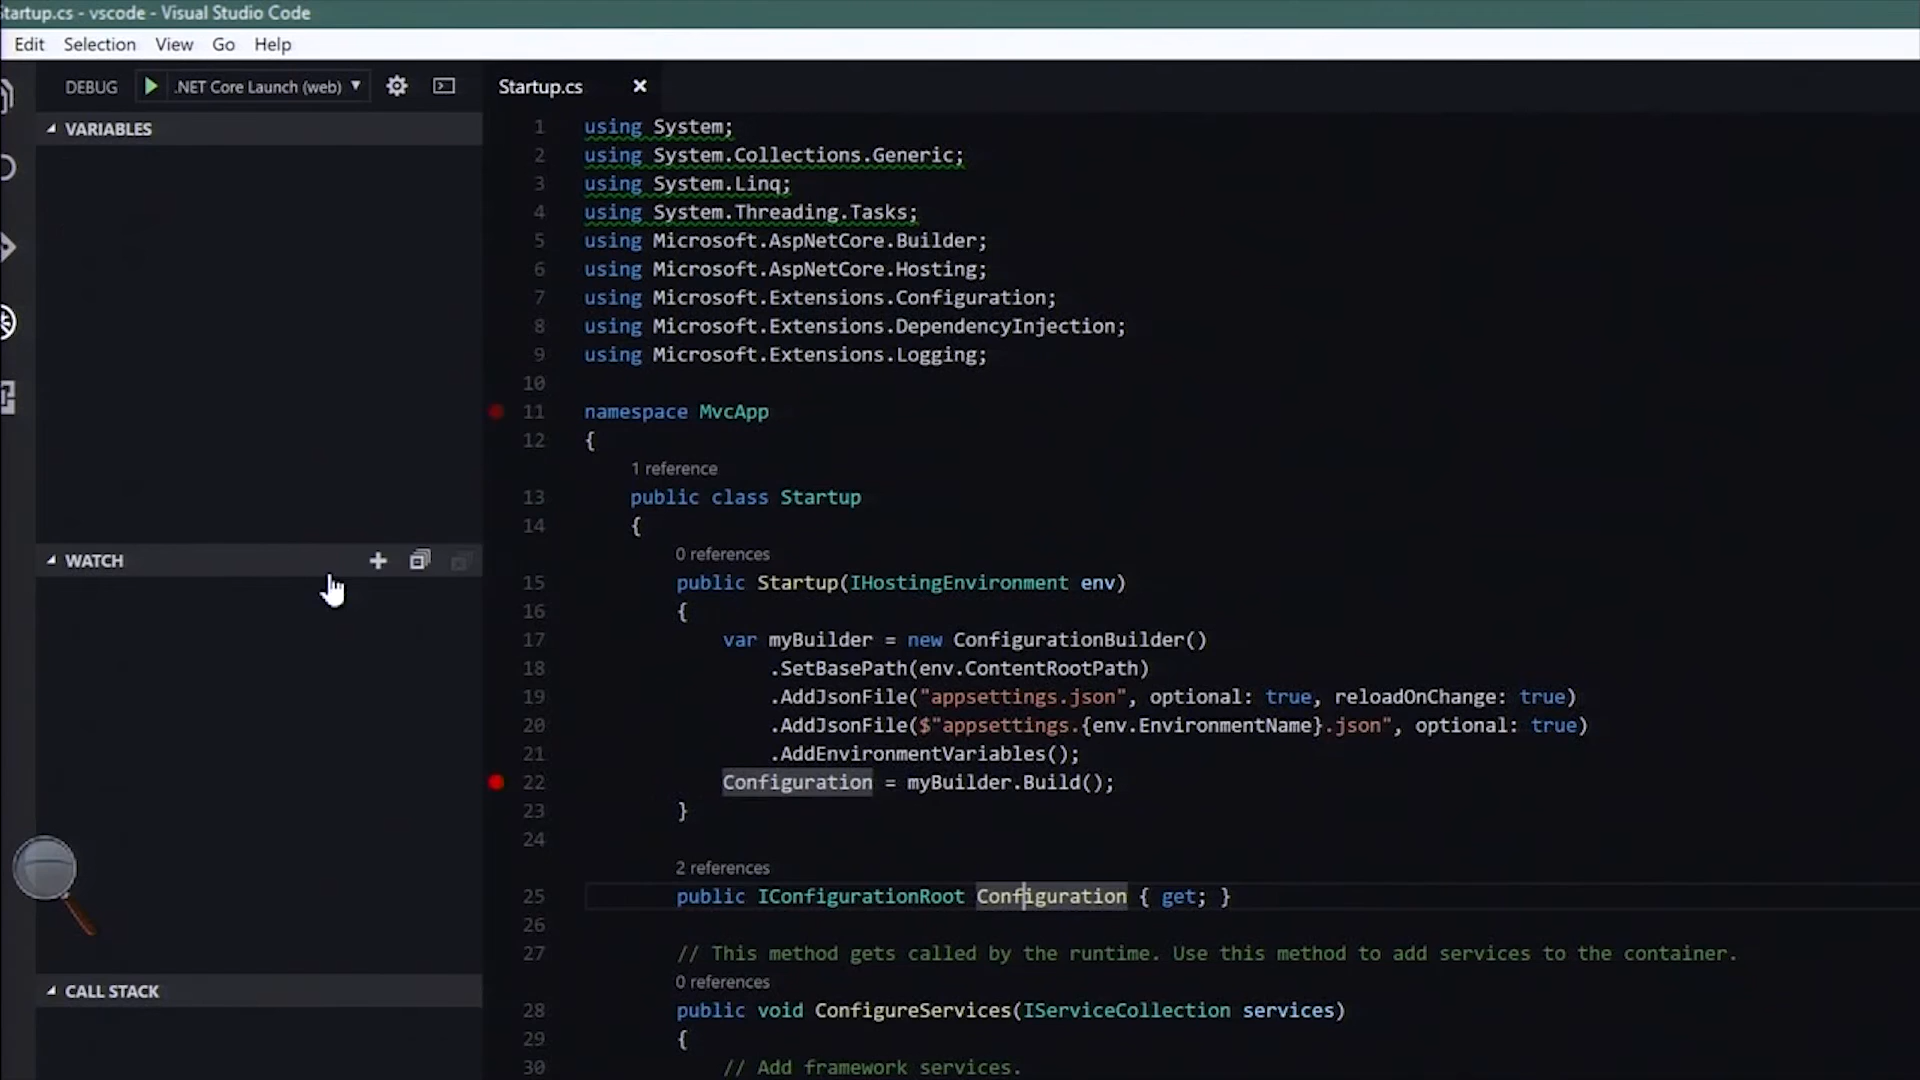 Startup.cs - vscode - Visual Studio Code
Edit Selection View Go Help
DEBUG .NET Core Launch (web)
Startup.cs
VARIABLES
WATCH
CALL STACK
1 using System;
2 using System.Collections.Generic;
3 using System.Linq;
4 using System.Threading.Tasks;
5 using Microsoft.AspNetCore.Builder;
6 using Microsoft.AspNetCore.Hosting;
7 using Microsoft.Extensions.Configuration;
8 using Microsoft.Extensions.DependencyInjection;
9 using Microsoft.Extensions.Logging;
10
11 namespace MvcApp
12 {
1 reference
13 public class Startup
14 {
0 references
15 public Startup(IHostingEnvironment env)
16 {
17 var myBuilder = new ConfigurationBuilder()
18 .SetBasePath(env.ContentRootPath)
19 .AddJsonFile("appsettings.json", optional: true, reloadOnChange: true)
20 .AddJsonFile($"appsettings.{env.EnvironmentName}.json", optional: true)
21 .AddEnvironmentVariables();
22 Configuration = myBuilder.Build();
23 }
24
2 references
25 public IConfigurationRoot Configuration { get; }
26
27 // This method gets called by the runtime. Use this method to add services to the container.
0 references
28 public void ConfigureServices(IServiceCollection services)
29 {
30 // Add framework services.